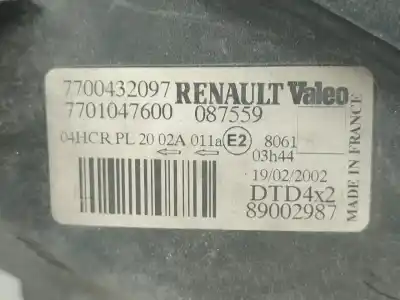 7700432097 RENAULT Valeo
7701047600 087559
04HCR PL 20 02A 011a E2 8061
03h44
19/02/2002
DTD4x2
89002987
MADE IN FRANCE